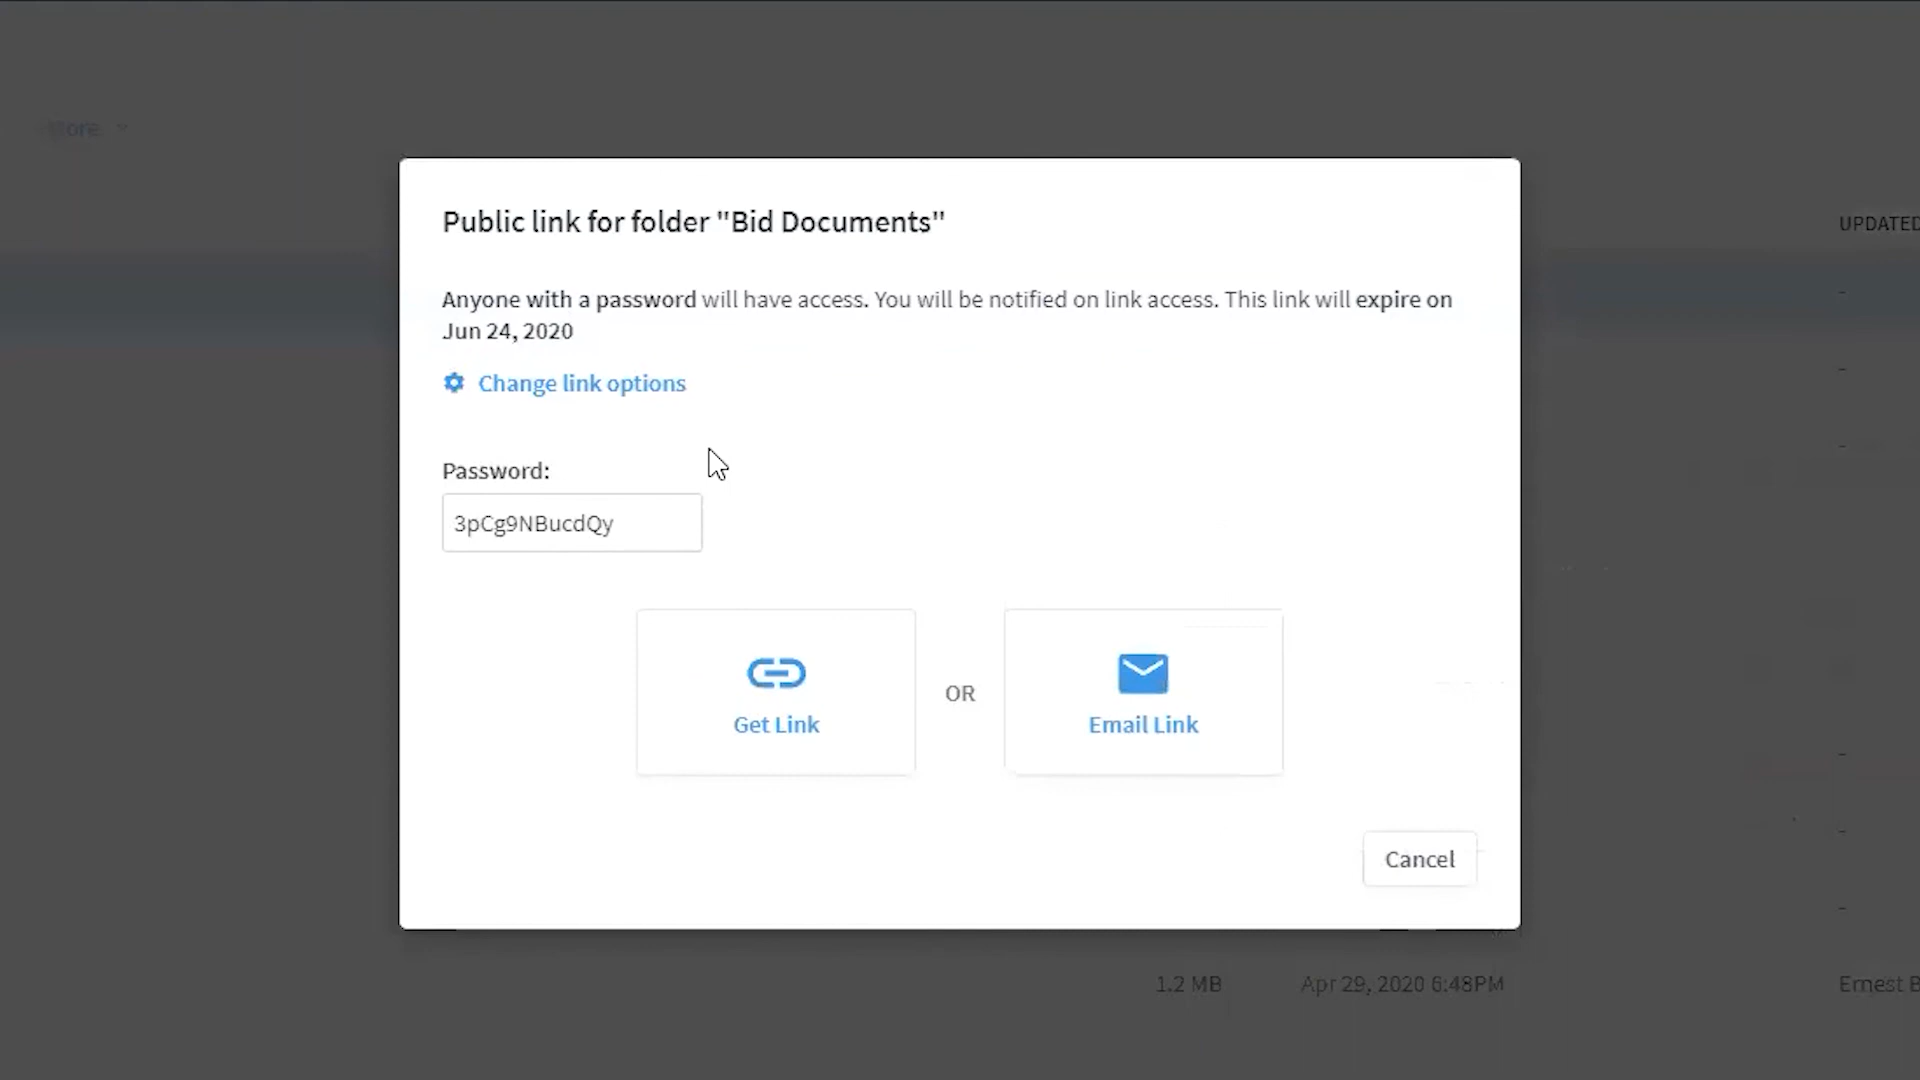 More
UPDATED
Public link for folder "Bid Documents"
Anyone with a password will have access. You will be notified on link access. This link will expire on
Jun 24, 2020
Change link options
Password:
3pCg9NBucdQy
Get Link
OR
Email Link
Cancel
1.2 MB
Apr 29, 2020 6:48PM
Ernest B